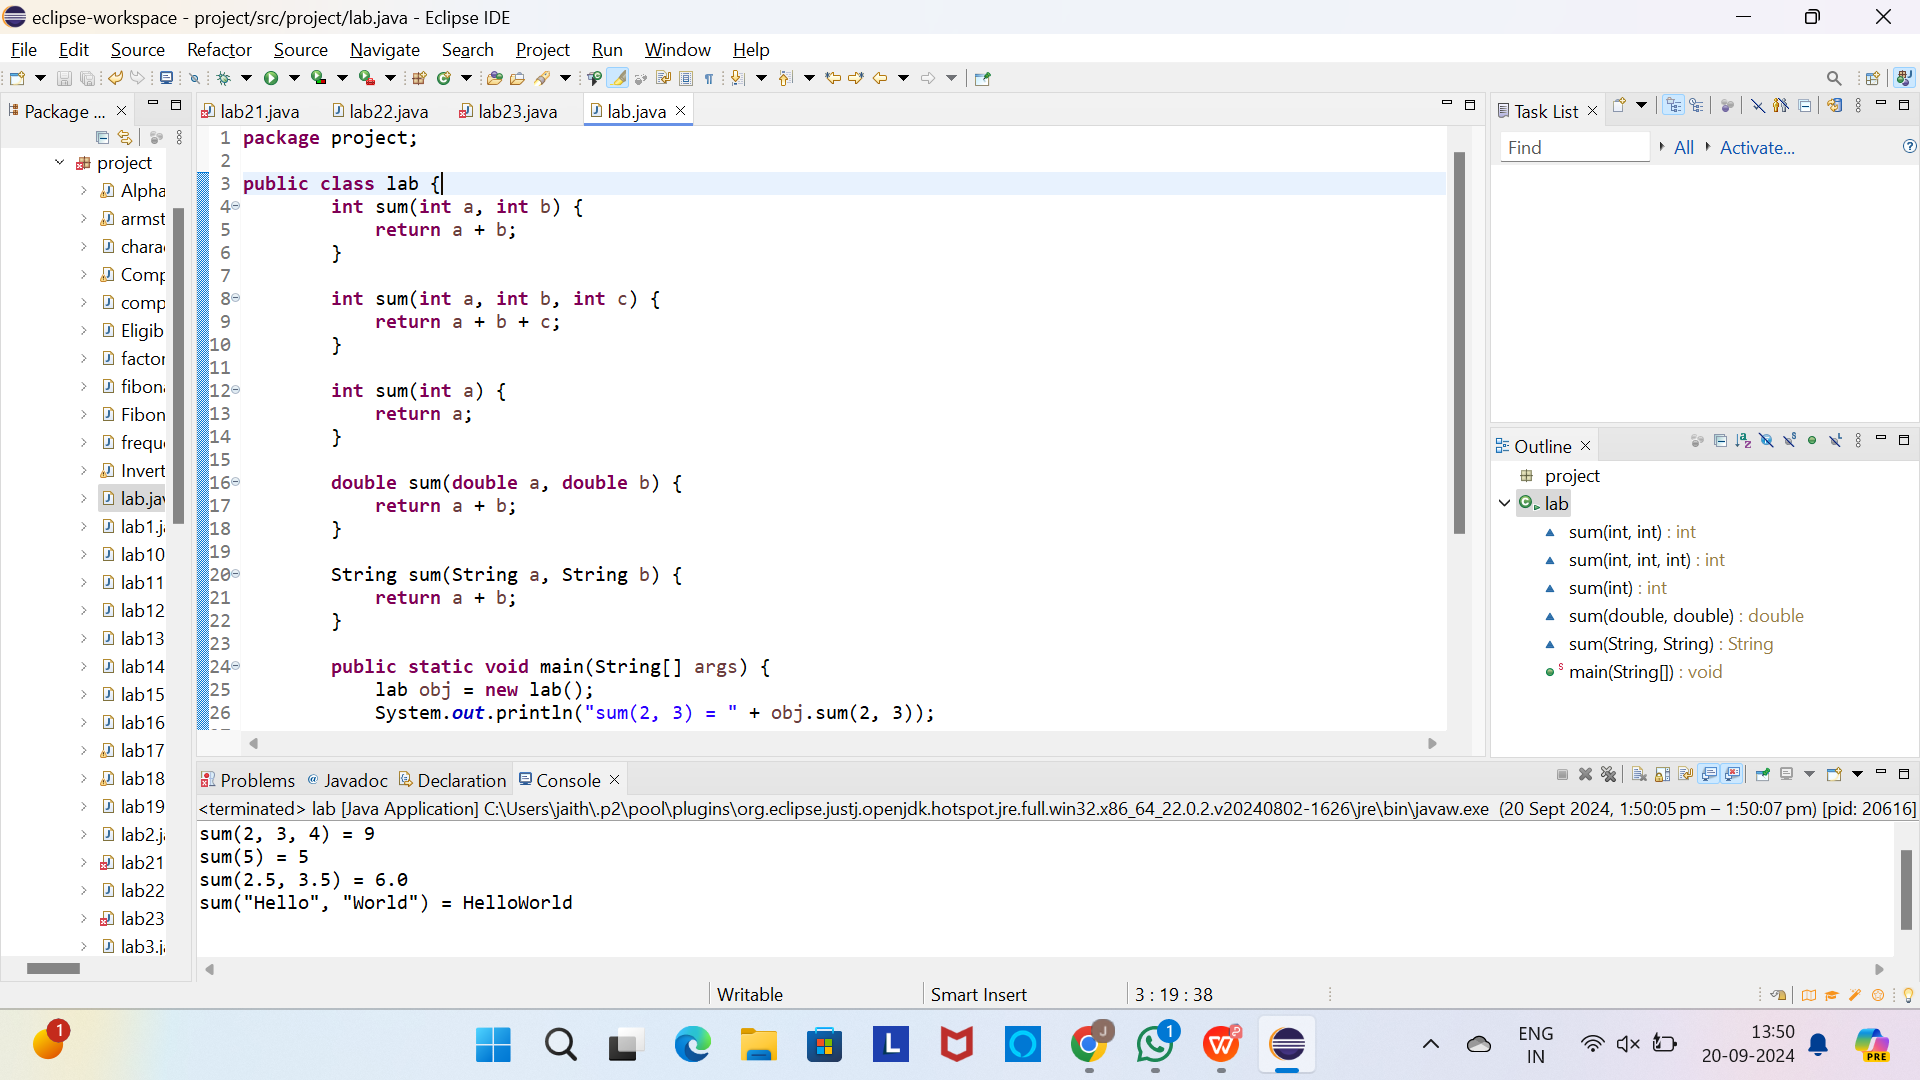 eclipse-workspace - project/src/project/lab.java - Eclipse IDE
File Edit Source Refactor Source Navigate Search Project Run Window Help
Package ...
project
Alpha
armst
chara
Comp
comp
Eligib
factor
fibon
Fibon
frequ
Invert
lab.jav
lab1.j
lab10
lab11
lab12
lab13
lab14
lab15
lab16
lab17
lab18
lab19
lab2.j
lab21
lab22
lab23
lab3.j
lab21.java lab22.java lab23.java lab.java
1 package project;
2
3 public class lab {
4 int sum(int a, int b) {
5 return a + b;
6 }
7
8 int sum(int a, int b, int c) {
9 return a + b + c;
10 }
11
12 int sum(int a) {
13 return a;
14 }
15
16 double sum(double a, double b) {
17 return a + b;
18 }
19
20 String sum(String a, String b) {
21 return a + b;
22 }
23
24 public static void main(String[] args) {
25 lab obj = new lab();
26 System.out.println("sum(2, 3) = " + obj.sum(2, 3));
Task List
Find All Activate...
Outline
project
lab
sum(int, int) : int
sum(int, int, int) : int
sum(int) : int
sum(double, double) : double
sum(String, String) : String
main(String[]) : void
Problems Javadoc Declaration Console
<terminated> lab [Java Application] C:\Users\jaith\.p2\pool\plugins\org.eclipse.justj.openjdk.hotspot.jre.full.win32.x86_64_22.0.2.v20240802-1626\jre\bin\javaw.exe (20 Sept 2024, 1:50:05 pm – 1:50:07 pm) [pid: 20616]
sum(2, 3, 4) = 9
sum(5) = 5
sum(2.5, 3.5) = 6.0
sum("Hello", "World") = HelloWorld
Writable Smart Insert 3 : 19 : 38
1
L
J
1
W
ENG
IN
13:50
20-09-2024
PRE